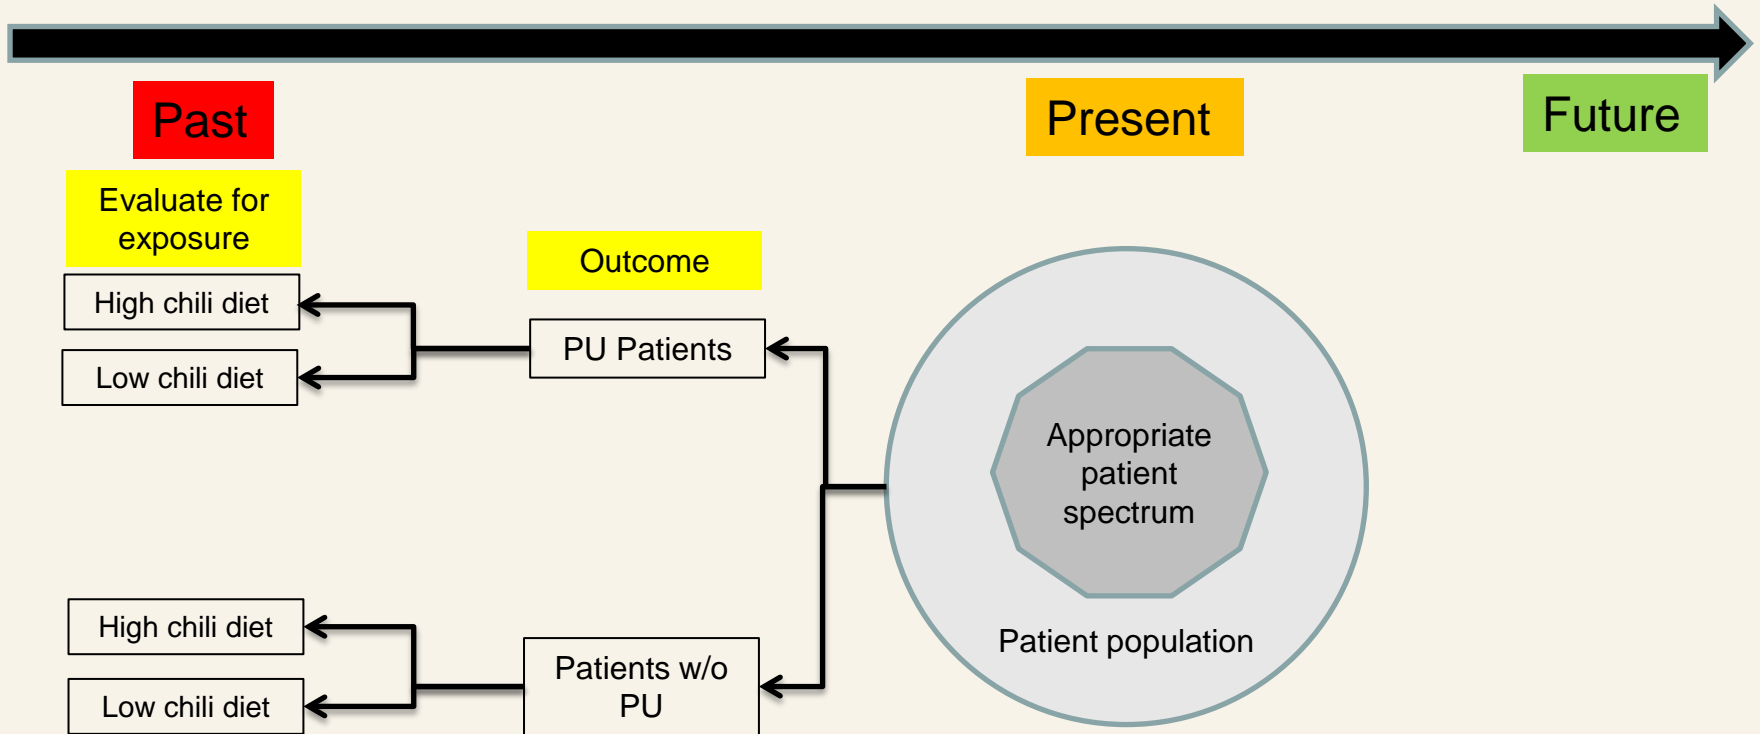 Past
Present
Future
Evaluate for
exposure
Outcome
High chili diet
Low chili diet
PU Patients
Appropriate
patient
spectrum
Patient population
High chili diet
Low chili diet
Patients w/o
PU